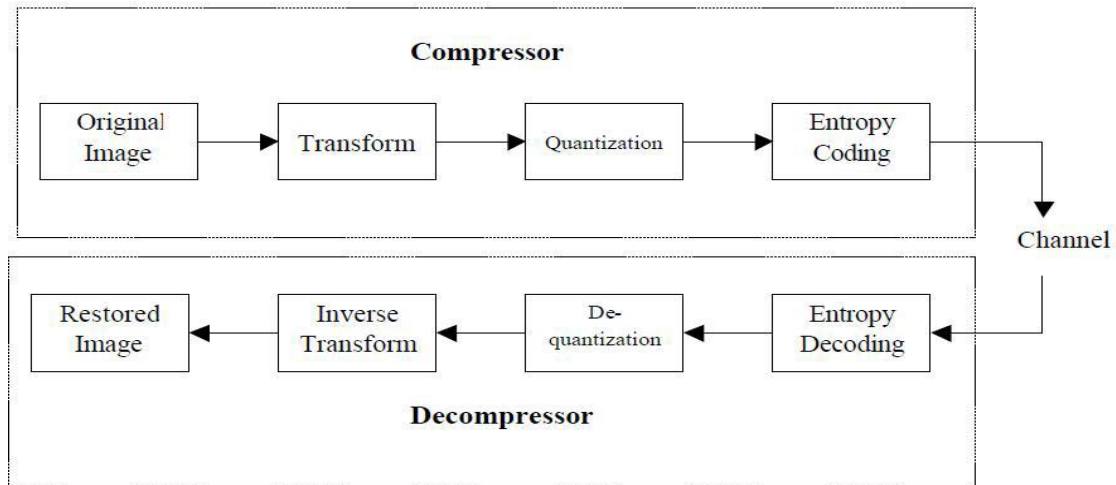 Compressor
Original
Image
Transform
Quantization
Entropy
Coding
Channel
Restored
Image
Inverse
Transform
De-
quantization
Entropy
Decoding
Decompressor